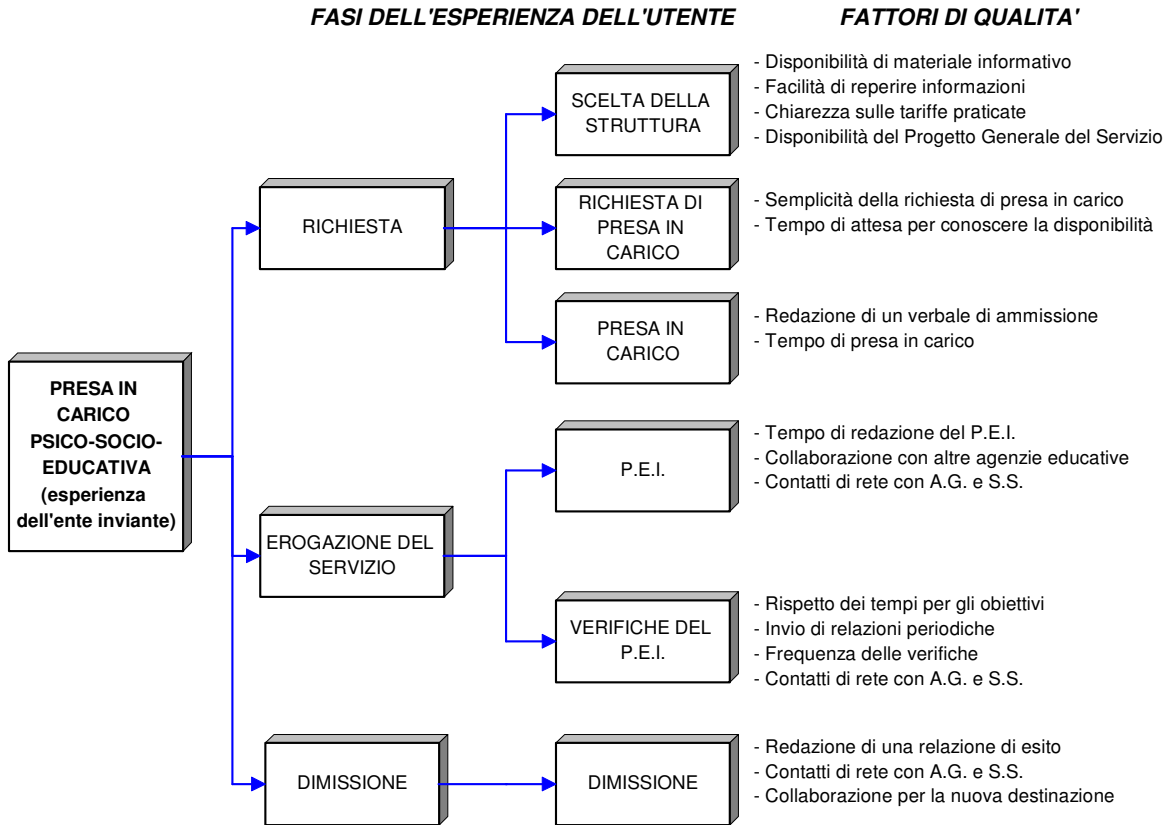 FASI DELL'ESPERIENZA DELL'UTENTE
FATTORI DI QUALITA'
PRESA IN
CARICO
PSICO-SOCIO-
EDUCATIVA
(esperienza
dell'ente inviante)
RICHIESTA
SCELTA DELLA
STRUTTURA
- Disponibilità di materiale informativo
- Facilità di reperire informazioni
- Chiarezza sulle tariffe praticate
- Disponibilità del Progetto Generale del Servizio
RICHIESTA DI
PRESA IN
CARICO
- Semplicità della richiesta di presa in carico
- Tempo di attesa per conoscere la disponibilità
PRESA IN
CARICO
- Redazione di un verbale di ammissione
- Tempo di presa in carico
EROGAZIONE DEL
SERVIZIO
P.E.I.
- Tempo di redazione del P.E.I.
- Collaborazione con altre agenzie educative
- Contatti di rete con A.G. e S.S.
VERIFICHE DEL
P.E.I.
- Rispetto dei tempi per gli obiettivi
- Invio di relazioni periodiche
- Frequenza delle verifiche
- Contatti di rete con A.G. e S.S.
DIMISSIONE
DIMISSIONE
- Redazione di una relazione di esito
- Contatti di rete con A.G. e S.S.
- Collaborazione per la nuova destinazione